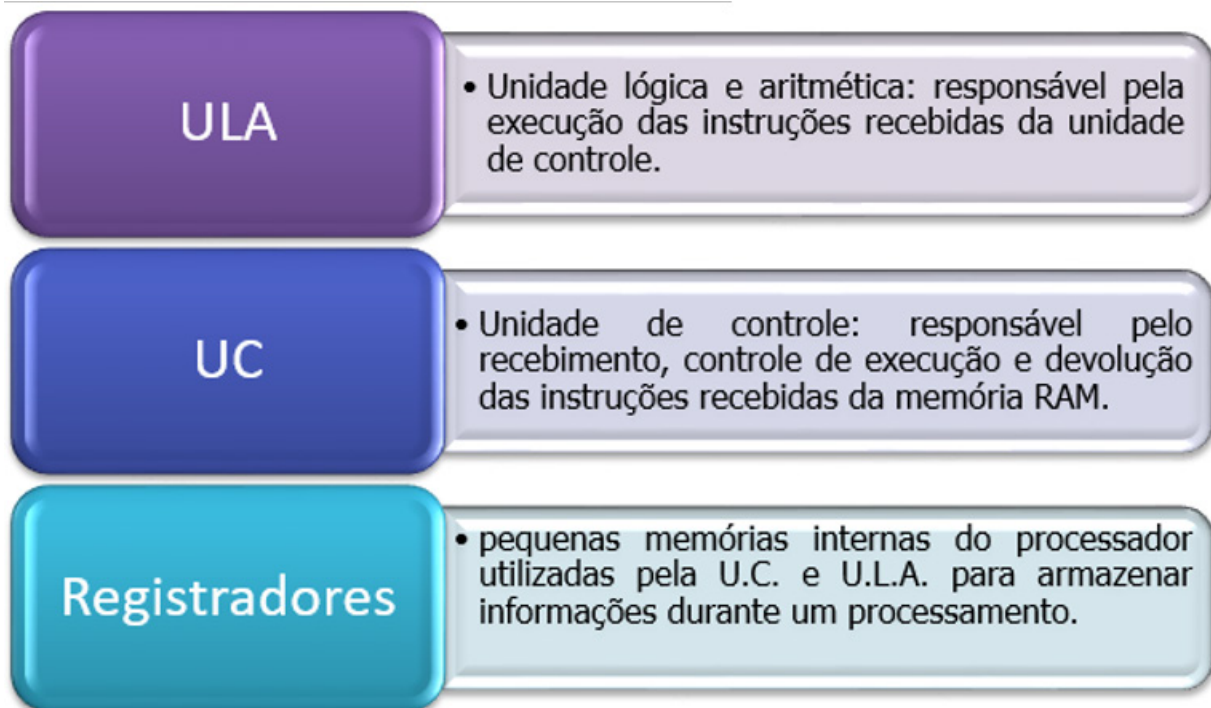 ULA
• Unidade lógica e aritmética: responsável pela
execução das instruções recebidas da unidade
de controle.
UC
• Unidade de controle: responsável pelo
recebimento, controle de execução e devolução
das instruções recebidas da memória RAM.
Registradores
• pequenas memórias internas do processador
utilizadas pela U.C. e U.L.A. para armazenar
informações durante um processamento.